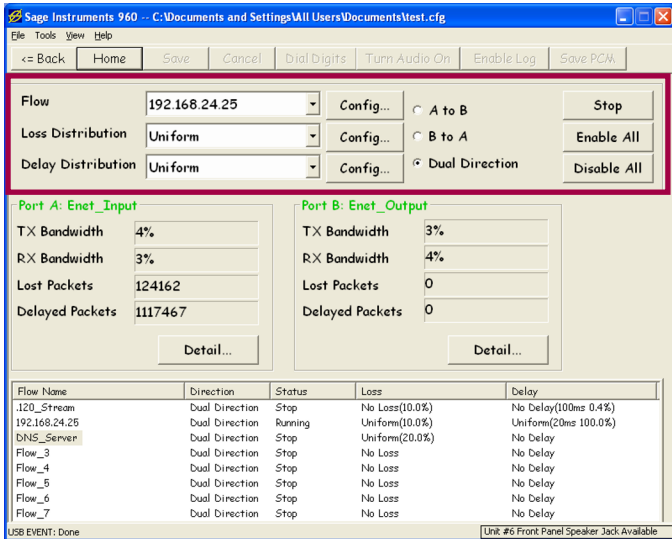 Sage Instruments 960 -- C:\Documents and Settings\All Users\Documents\test.cfg
File Tools View Help
<= Back Home Save Cancel Dial Digits Turn Audio On Enable Log Save PCM
Flow 192.168.24.25 Config... A to B Stop
Loss Distribution Uniform Config... B to A Enable All
Delay Distribution Uniform Config... Dual Direction Disable All
Port A: Enet_Input Port B: Enet_Output
TX Bandwidth 4% TX Bandwidth 3%
RX Bandwidth 3% RX Bandwidth 4%
Lost Packets 124162 Lost Packets 0
Delayed Packets 1117467 Delayed Packets 0
Detail... Detail...
Flow Name Direction Status Loss Delay
.120_Stream Dual Direction Stop No Loss(10.0%) No Delay(100ms 0.4%)
192.168.24.25 Dual Direction Running Uniform(10.0%) Uniform(20ms 100.0%)
DNS_Server Dual Direction Stop Uniform(20.0%) No Delay
Flow_3 Dual Direction Stop No Loss No Delay
Flow_4 Dual Direction Stop No Loss No Delay
Flow_5 Dual Direction Stop No Loss No Delay
Flow_6 Dual Direction Stop No Loss No Delay
Flow_7 Dual Direction Stop No Loss No Delay
USB EVENT: Done Unit #6 Front Panel Speaker Jack Available